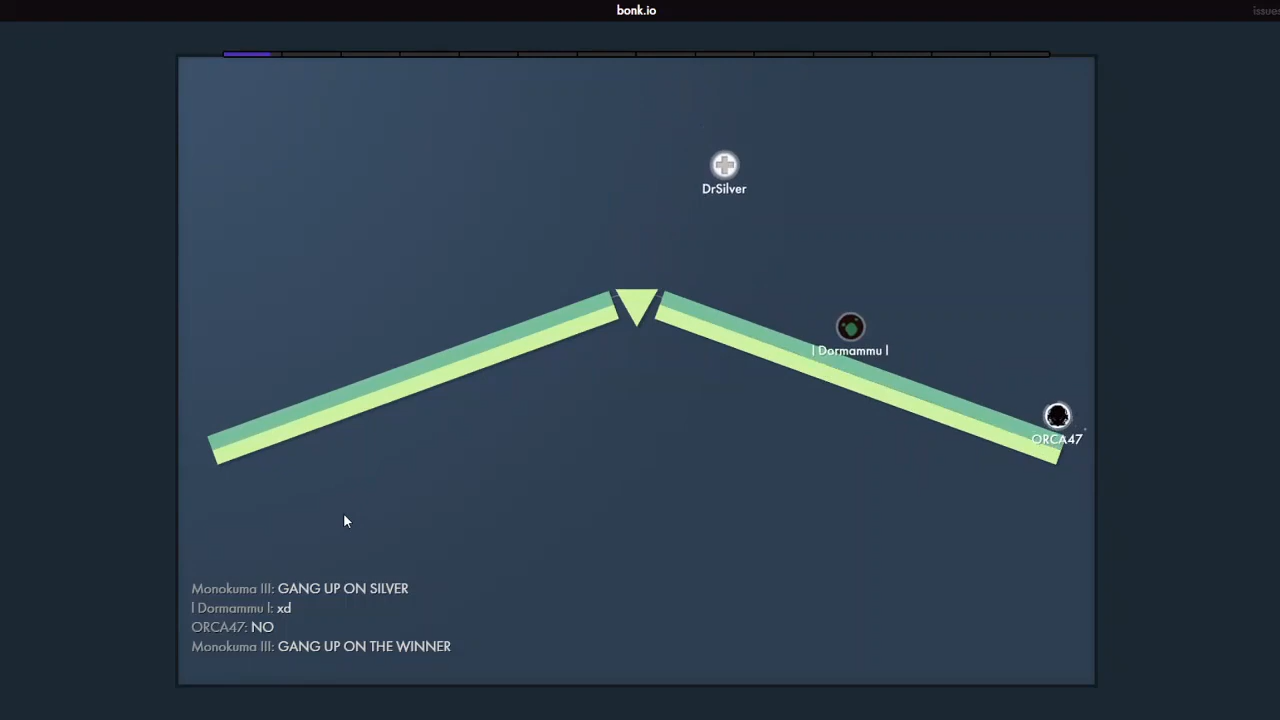 bonk.io
issues
DrSilver
| Dormammu |
ORCA47
Monokuma III: GANG UP ON SILVER
| Dormammu |: xd
ORCA47: NO
Monokuma III: GANG UP ON THE WINNER